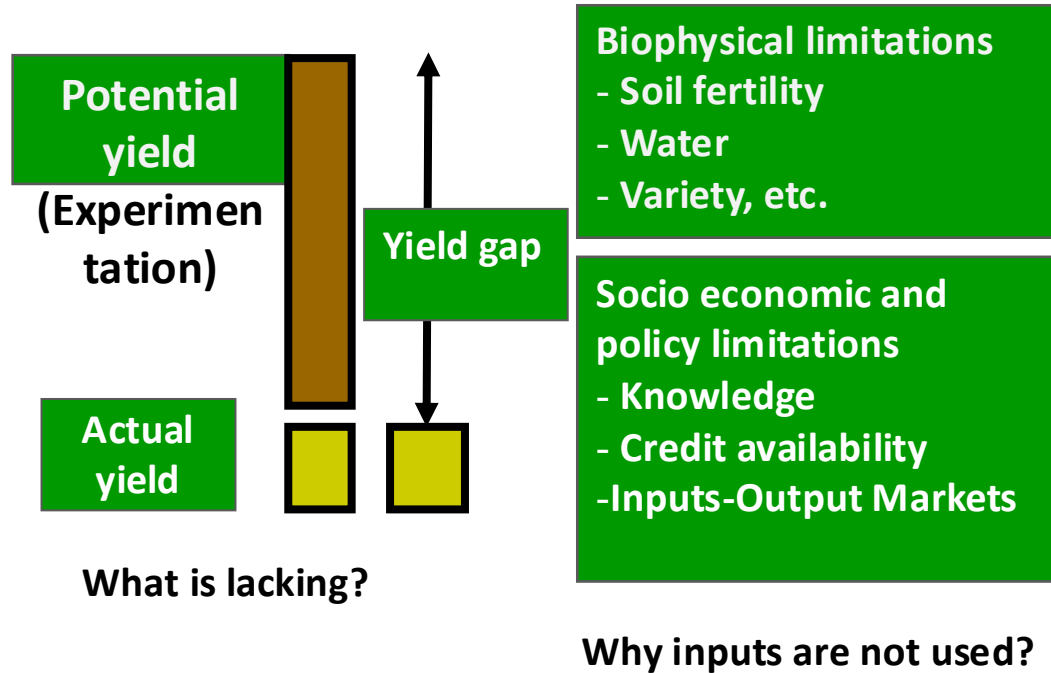 Potential
yield
(Experimen
tation)
Actual
yield
What is lacking?
Yield gap
Biophysical limitations
- Soil fertility
- Water
- Variety, etc.
Socio economic and
policy limitations
- Knowledge
- Credit availability
-Inputs-Output Markets
Why inputs are not used?